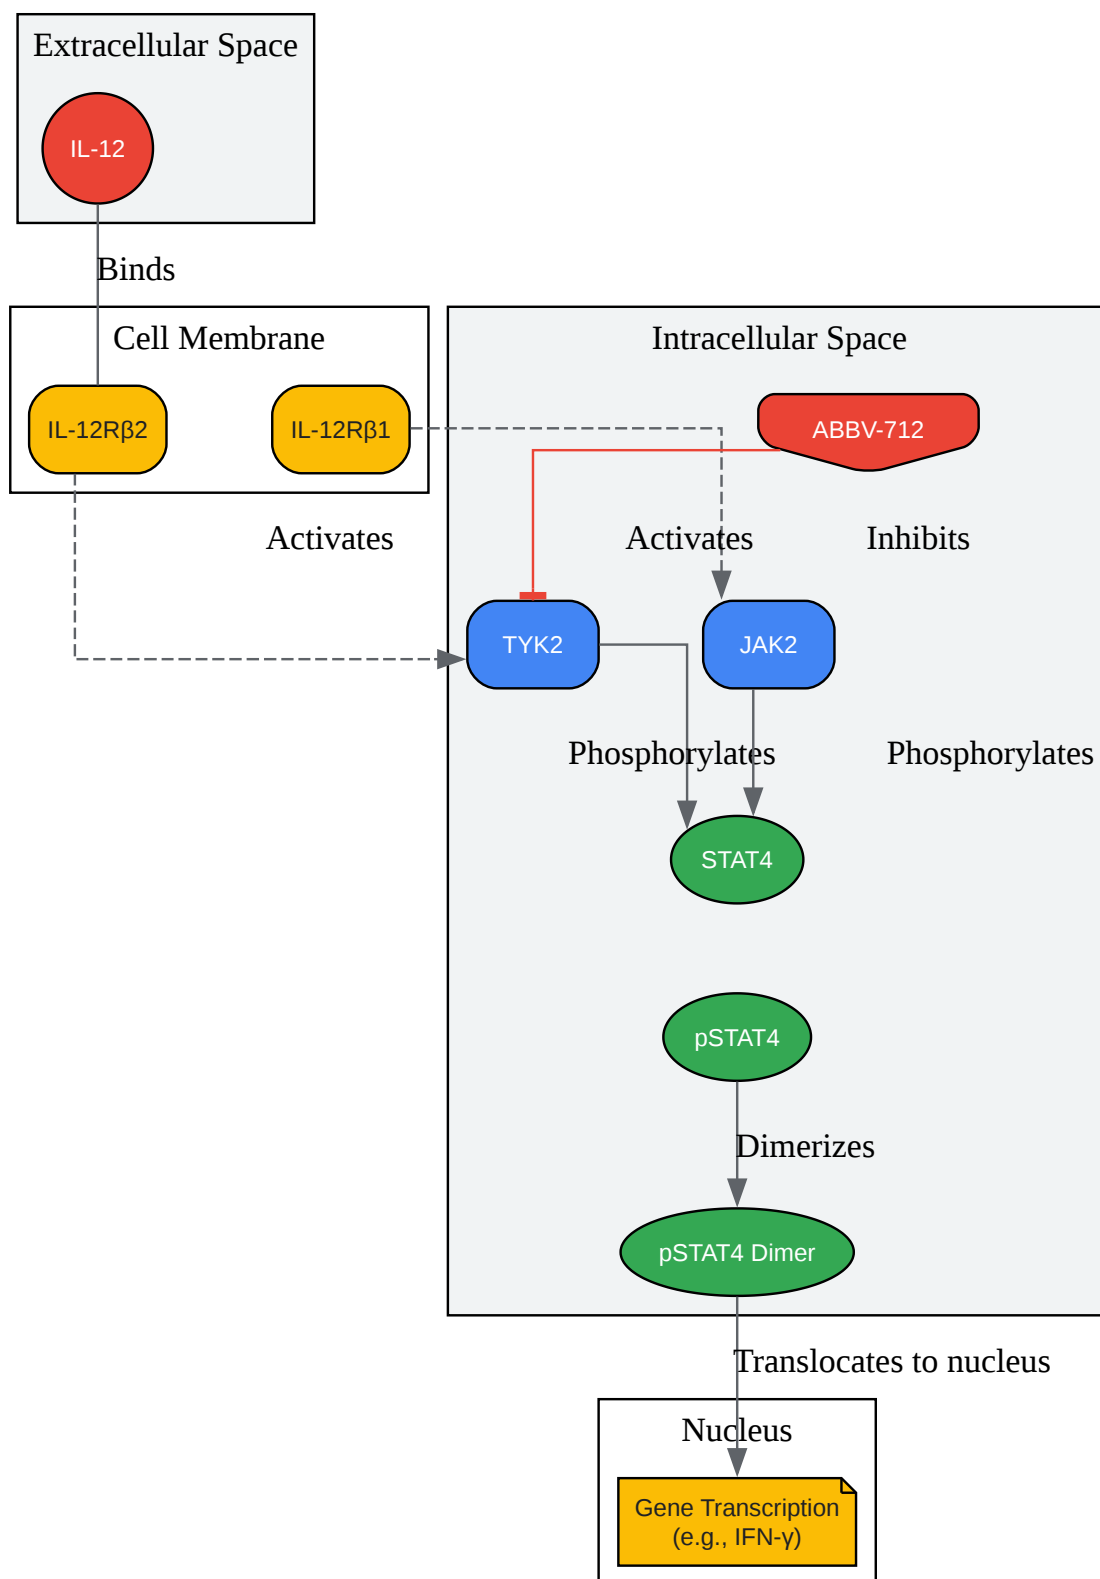 Extracellular Space
IL-12
Binds
Cell Membrane
Intracellular Space
IL-12Rβ2
IL-12Rβ1
ABBV-712
Activates
Activates
Inhibits
TYK2
JAK2
Phosphorylates
Phosphorylates
STAT4
pSTAT4
Dimerizes
pSTAT4 Dimer
Translocates to nucleus
Nucleus
Gene Transcription
(e.g., IFN-γ)